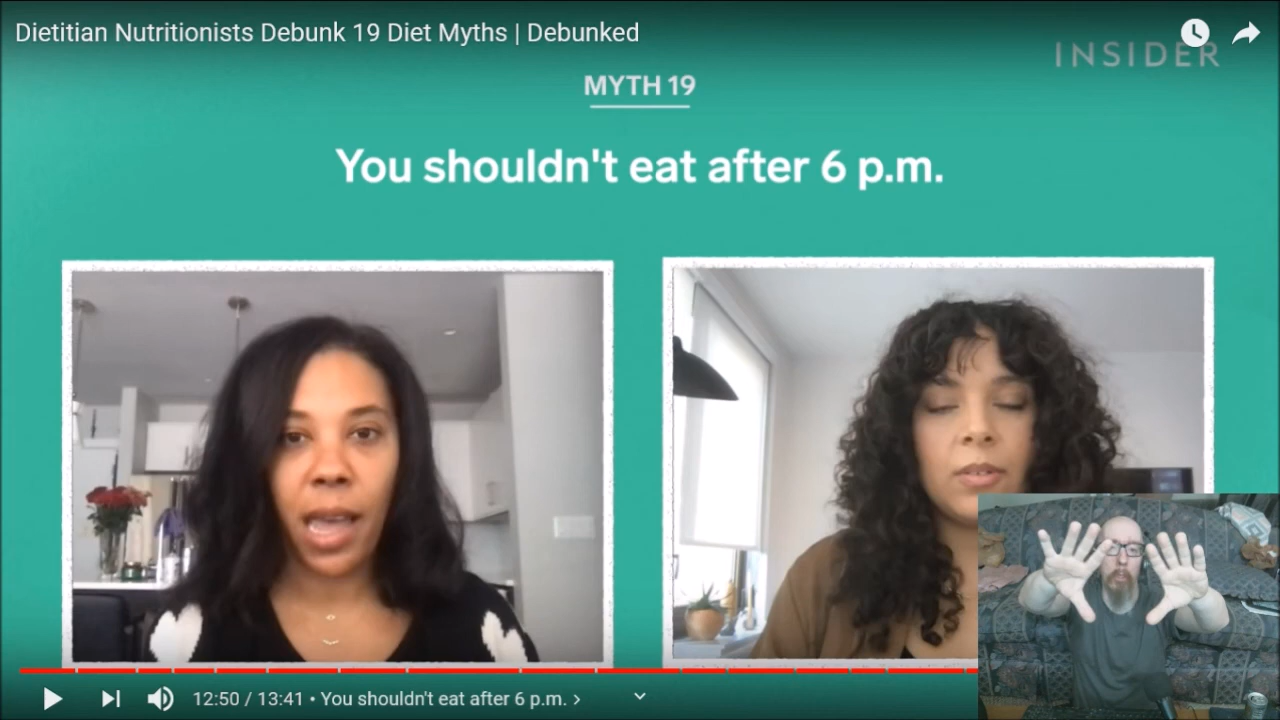 Dietitian Nutritionists Debunk 19 Diet Myths | Debunked
INSIDER
MYTH 19
You shouldn't eat after 6 p.m.
12:50 / 13:41 • You shouldn't eat after 6 p.m. >